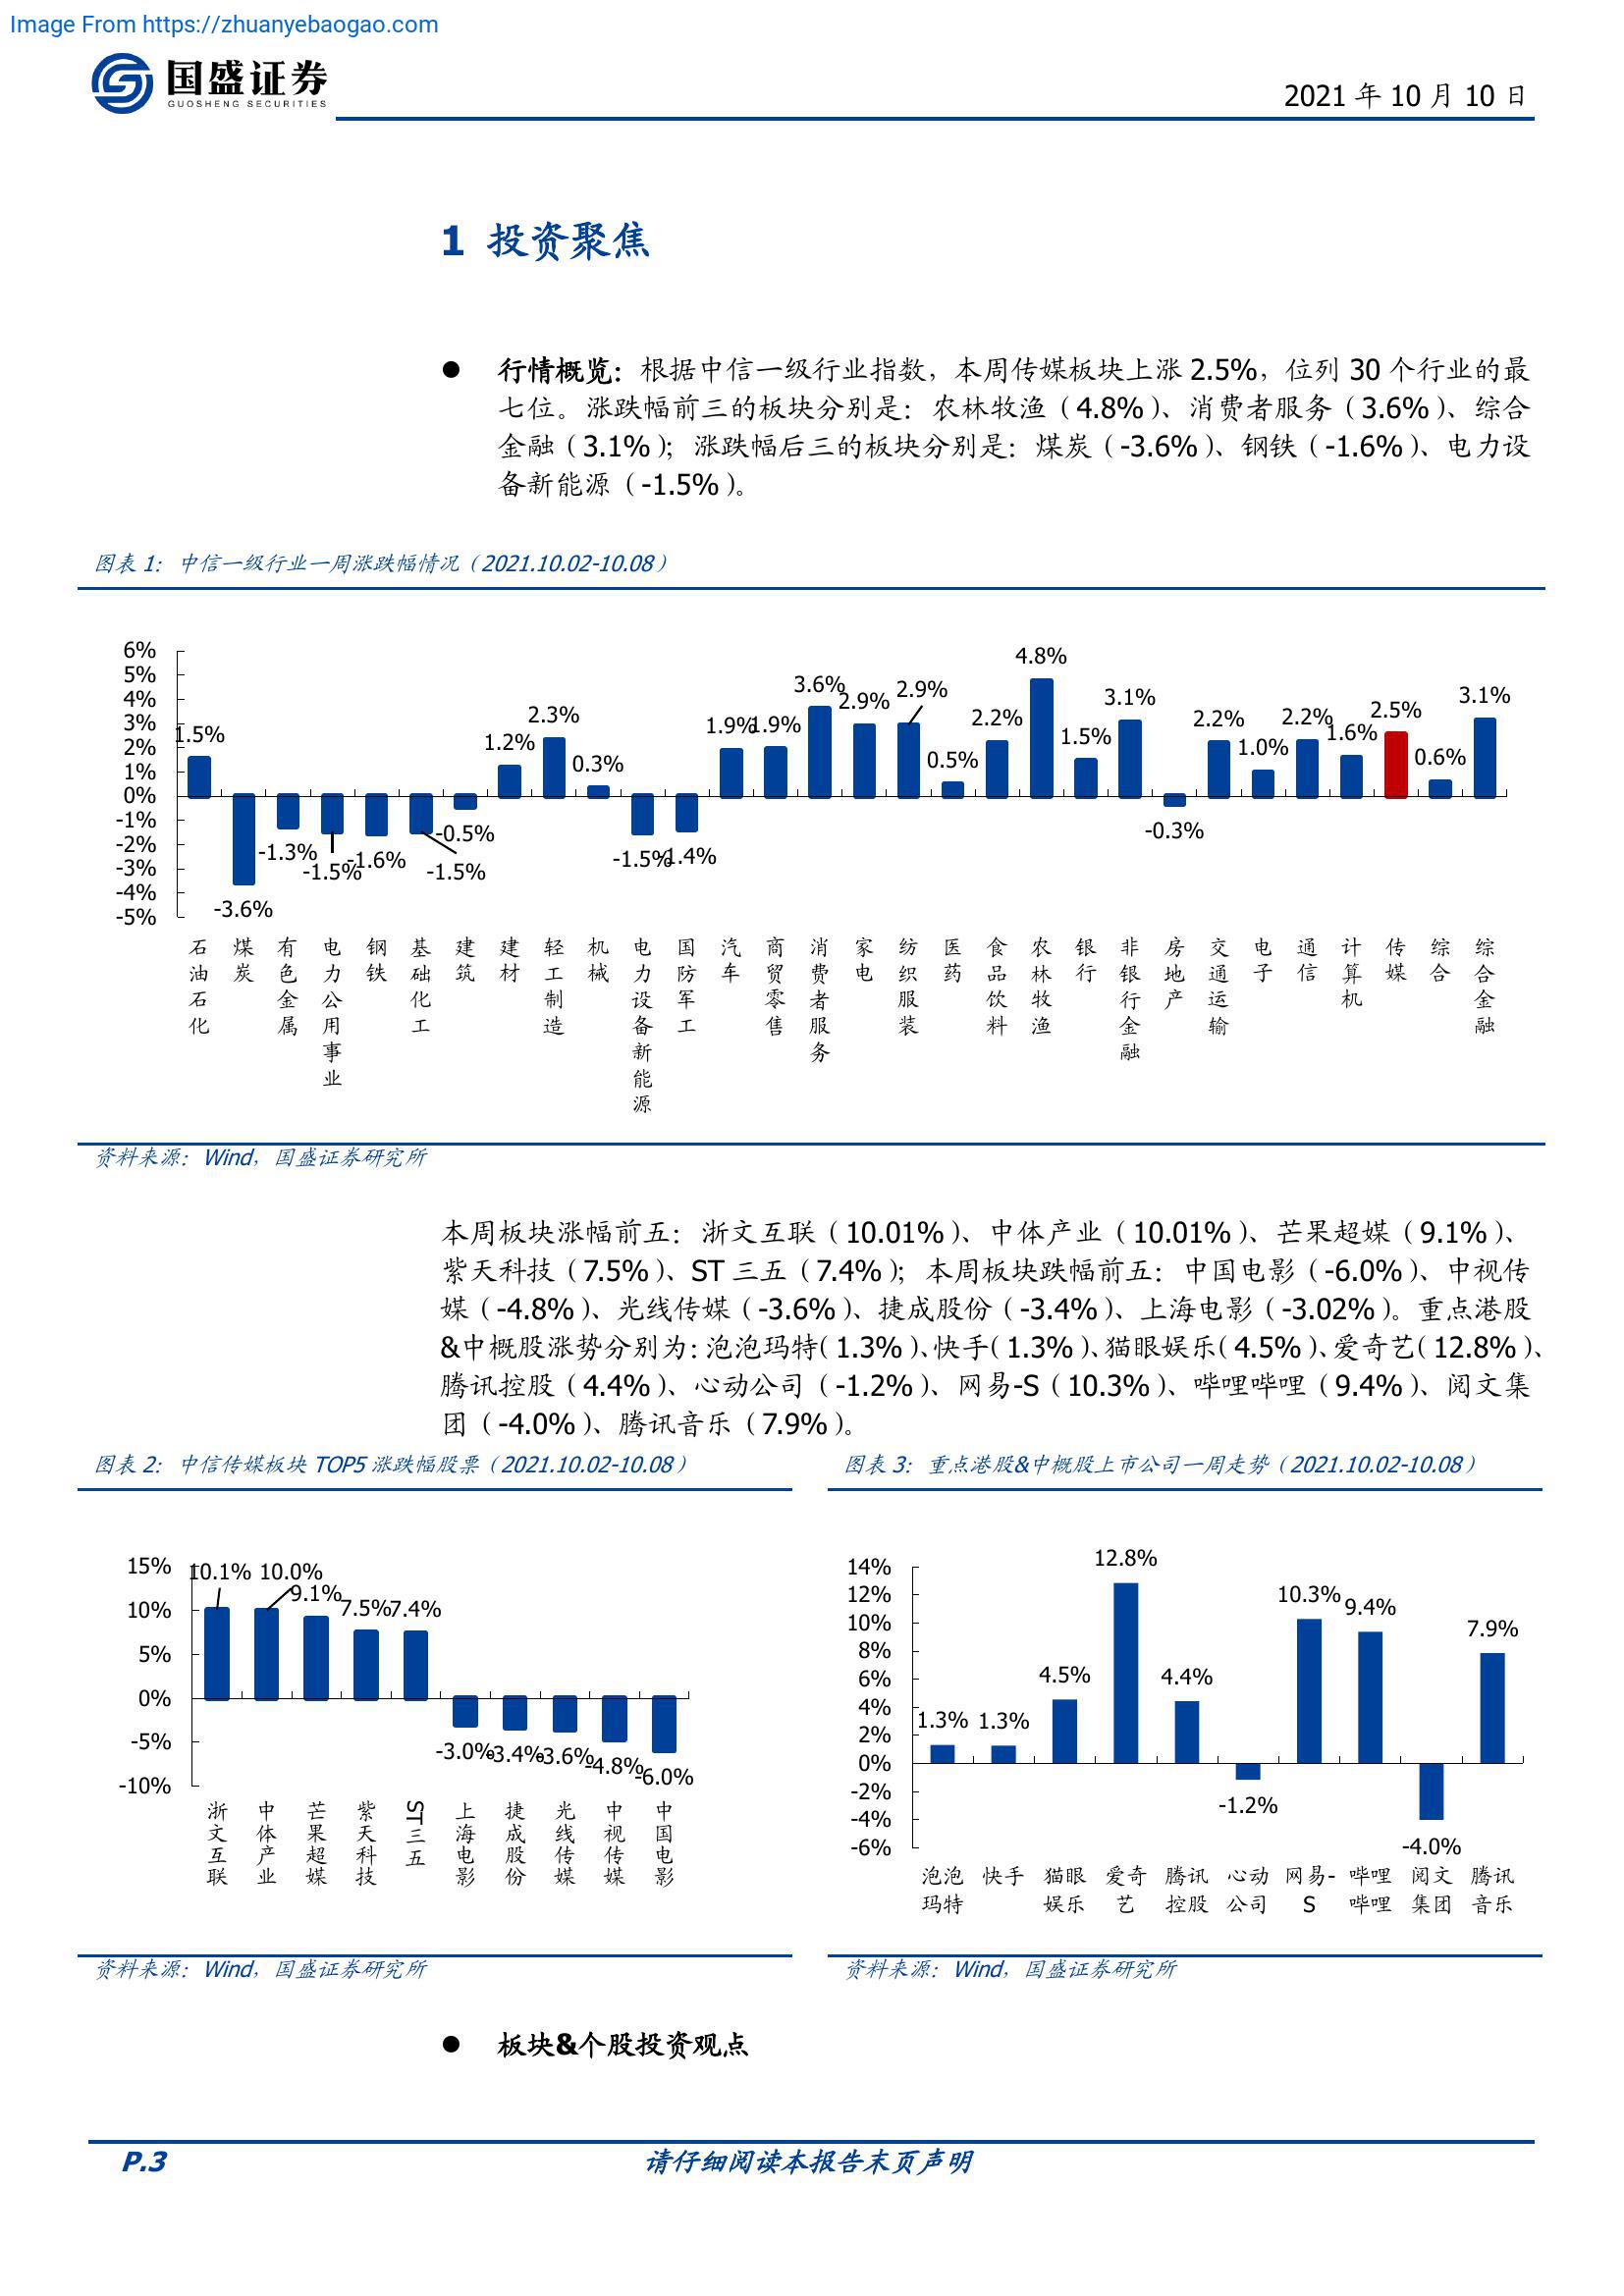 Image From https://zhuanyebaogao.com
国盛证券
GUOSHENG SECURITIES
2021 年 10 月 10 日
1 投资聚焦
● 行情概览：根据中信一级行业指数，本周传媒板块上涨 2.5%，位列 30 个行业的最
七位。涨跌幅前三的板块分别是：农林牧渔（4.8%）、消费者服务（3.6%）、综合
金融（3.1%）；涨跌幅后三的板块分别是：煤炭（-3.6%）、钢铁（-1.6%）、电力设
备新能源（-1.5%）。
图表 1：中信一级行业一周涨跌幅情况（2021.10.02-10.08）
6%
5%
4%
3%
2%
1%
0%
-1%
-2%
-3%
-4%
-5%
1.5%
-3.6%
-1.3%
-1.5%
-1.6%
-1.5%
-0.5%
1.2%
2.3%
0.3%
-1.5%
-1.4%
1.9%
1.9%
3.6%
2.9%
2.9%
0.5%
2.2%
4.8%
1.5%
3.1%
-0.3%
2.2%
1.0%
2.2%
1.6%
2.5%
0.6%
3.1%
石油石化
煤炭
有色金属
电力公用事业
钢铁
基础化工
建筑
建材
轻工制造
机械
电力设备新能源
国防军工
汽车
商贸零售
消费者服务
家电
纺织服装
医药
食品饮料
农林牧渔
银行
非银行金融
房地产
交通运输
电子
通信
计算机
传媒
综合
综合金融
资料来源：Wind，国盛证券研究所
本周板块涨幅前五：浙文互联（10.01%）、中体产业（10.01%）、芒果超媒（9.1%）、
紫天科技（7.5%）、ST 三五（7.4%）；本周板块跌幅前五：中国电影（-6.0%）、中视传
媒（-4.8%）、光线传媒（-3.6%）、捷成股份（-3.4%）、上海电影（-3.02%）。重点港股
&中概股涨势分别为：泡泡玛特（1.3%）、快手（1.3%）、猫眼娱乐（4.5%）、爱奇艺（12.8%）、
腾讯控股（4.4%）、心动公司（-1.2%）、网易-S（10.3%）、哔哩哔哩（9.4%）、阅文集
团（-4.0%）、腾讯音乐（7.9%）。
图表 2：中信传媒板块 TOP5 涨跌幅股票（2021.10.02-10.08）
15%
10%
5%
0%
-5%
-10%
10.1%
10.0%
9.1%
7.5%
7.4%
-3.0%
-3.4%
-3.6%
-4.8%
-6.0%
浙文互联
中体产业
芒果超媒
紫天科技
ST三五
上海电影
捷成股份
光线传媒
中视传媒
中国电影
资料来源：Wind，国盛证券研究所
图表 3：重点港股&中概股上市公司一周走势（2021.10.02-10.08）
14%
12%
10%
8%
6%
4%
2%
0%
-2%
-4%
-6%
1.3%
1.3%
4.5%
12.8%
4.4%
-1.2%
10.3%
9.4%
-4.0%
7.9%
泡泡 快手 猫眼 爱奇 腾讯 心动 网易- 哔哩 阅文 腾讯
玛特 娱乐 艺 控股 公司 S 哔哩 集团 音乐
资料来源：Wind，国盛证券研究所
● 板块&个股投资观点
P.3
请仔细阅读本报告末页声明